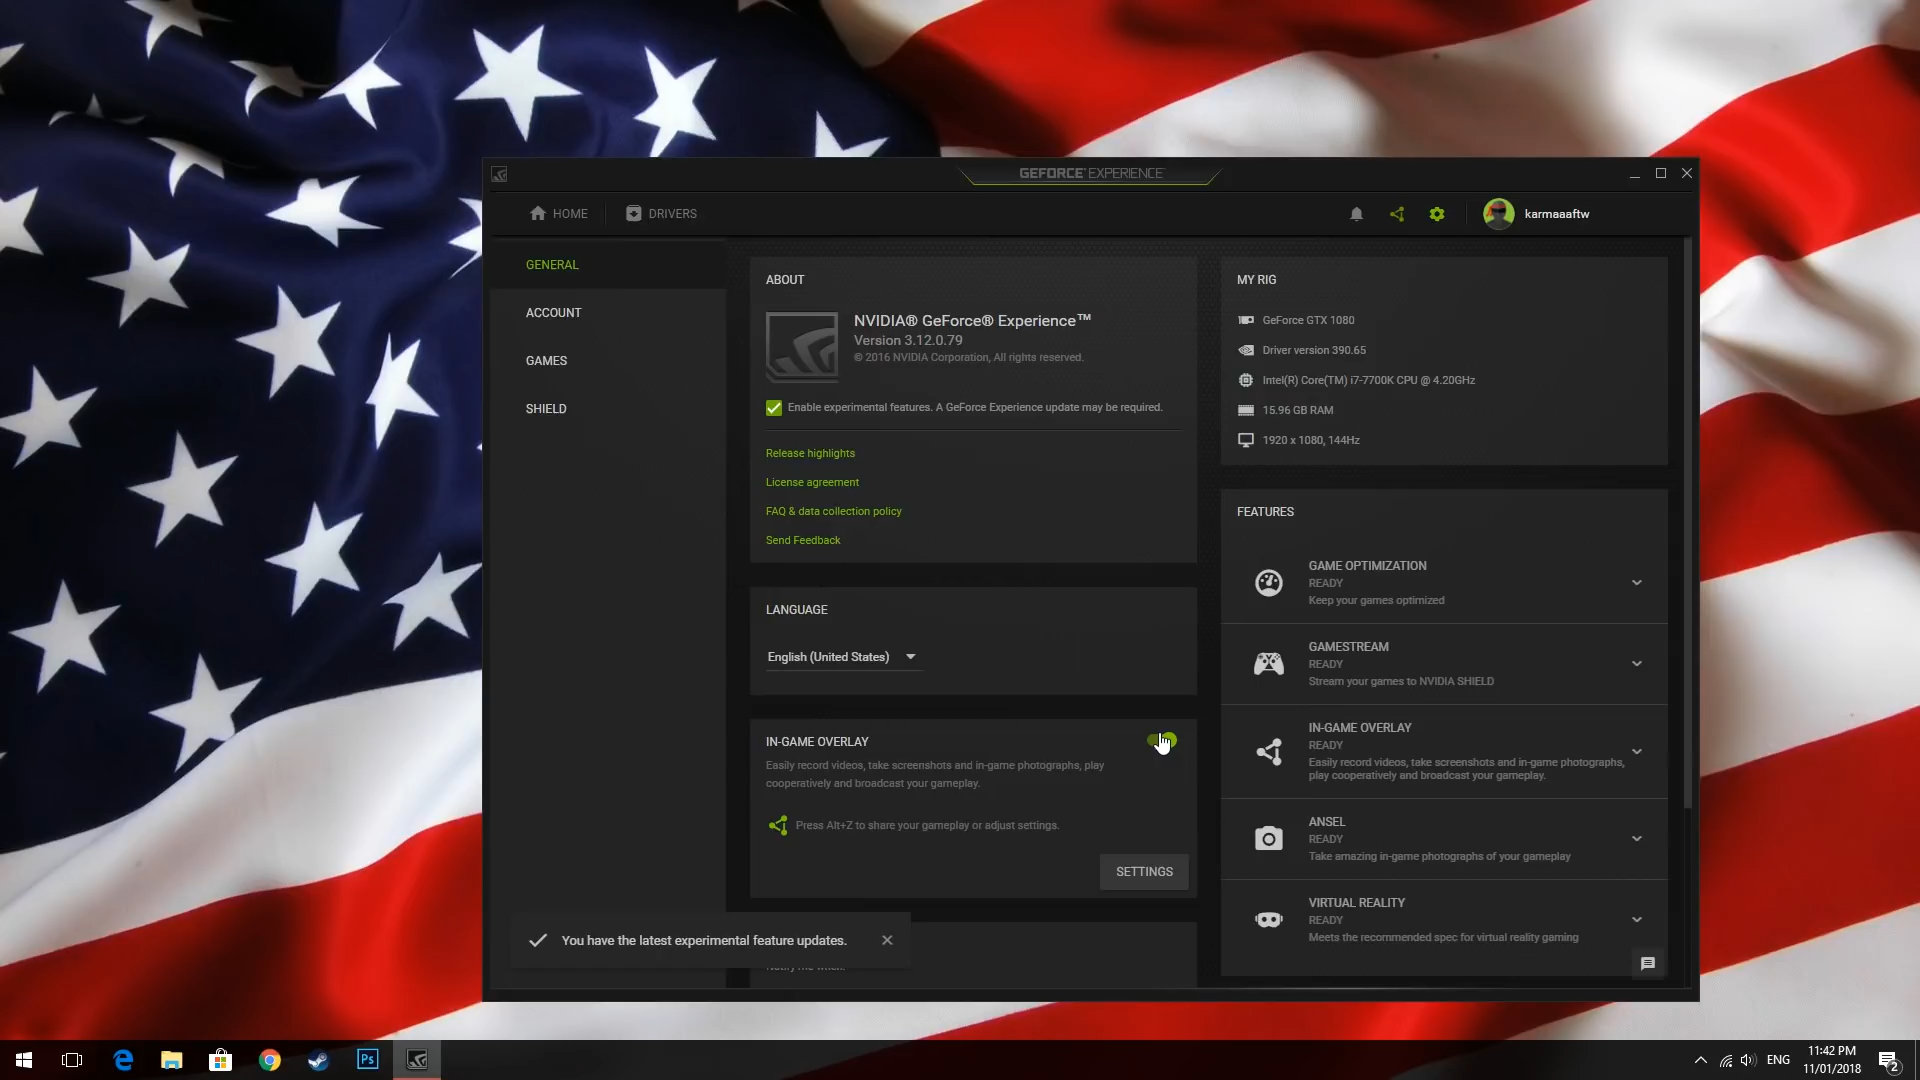 GEFORCE® EXPERIENCE™
HOME
DRIVERS
karmaaaftw
GENERAL
ACCOUNT
GAMES
SHIELD
ABOUT
NVIDIA® GeForce® Experience™
Version 3.12.0.79
© 2016 NVIDIA Corporation, All rights reserved.
Enable experimental features. A GeForce Experience update may be required.
Release highlights
License agreement
FAQ & data collection policy
Send Feedback
LANGUAGE
English (United States)
IN-GAME OVERLAY
Easily record videos, take screenshots and in-game photographs, play
cooperatively and broadcast your gameplay.
Press Alt+Z to share your gameplay or adjust settings.
SETTINGS
You have the latest experimental feature updates.
MY RIG
GeForce GTX 1080
Driver version 390.65
Intel(R) Core(TM) i7-7700K CPU @ 4.20GHz
15.96 GB RAM
1920 x 1080, 144Hz
FEATURES
GAME OPTIMIZATION
READY
Keep your games optimized
GAMESTREAM
READY
Stream your games to NVIDIA SHIELD
IN-GAME OVERLAY
READY
Easily record videos, take screenshots and in-game photographs,
play cooperatively and broadcast your gameplay.
ANSEL
READY
Take amazing in-game photographs of your gameplay
VIRTUAL REALITY
READY
Meets the recommended spec for virtual reality gaming
Ps
ENG
11:42 PM
11/01/2018
2